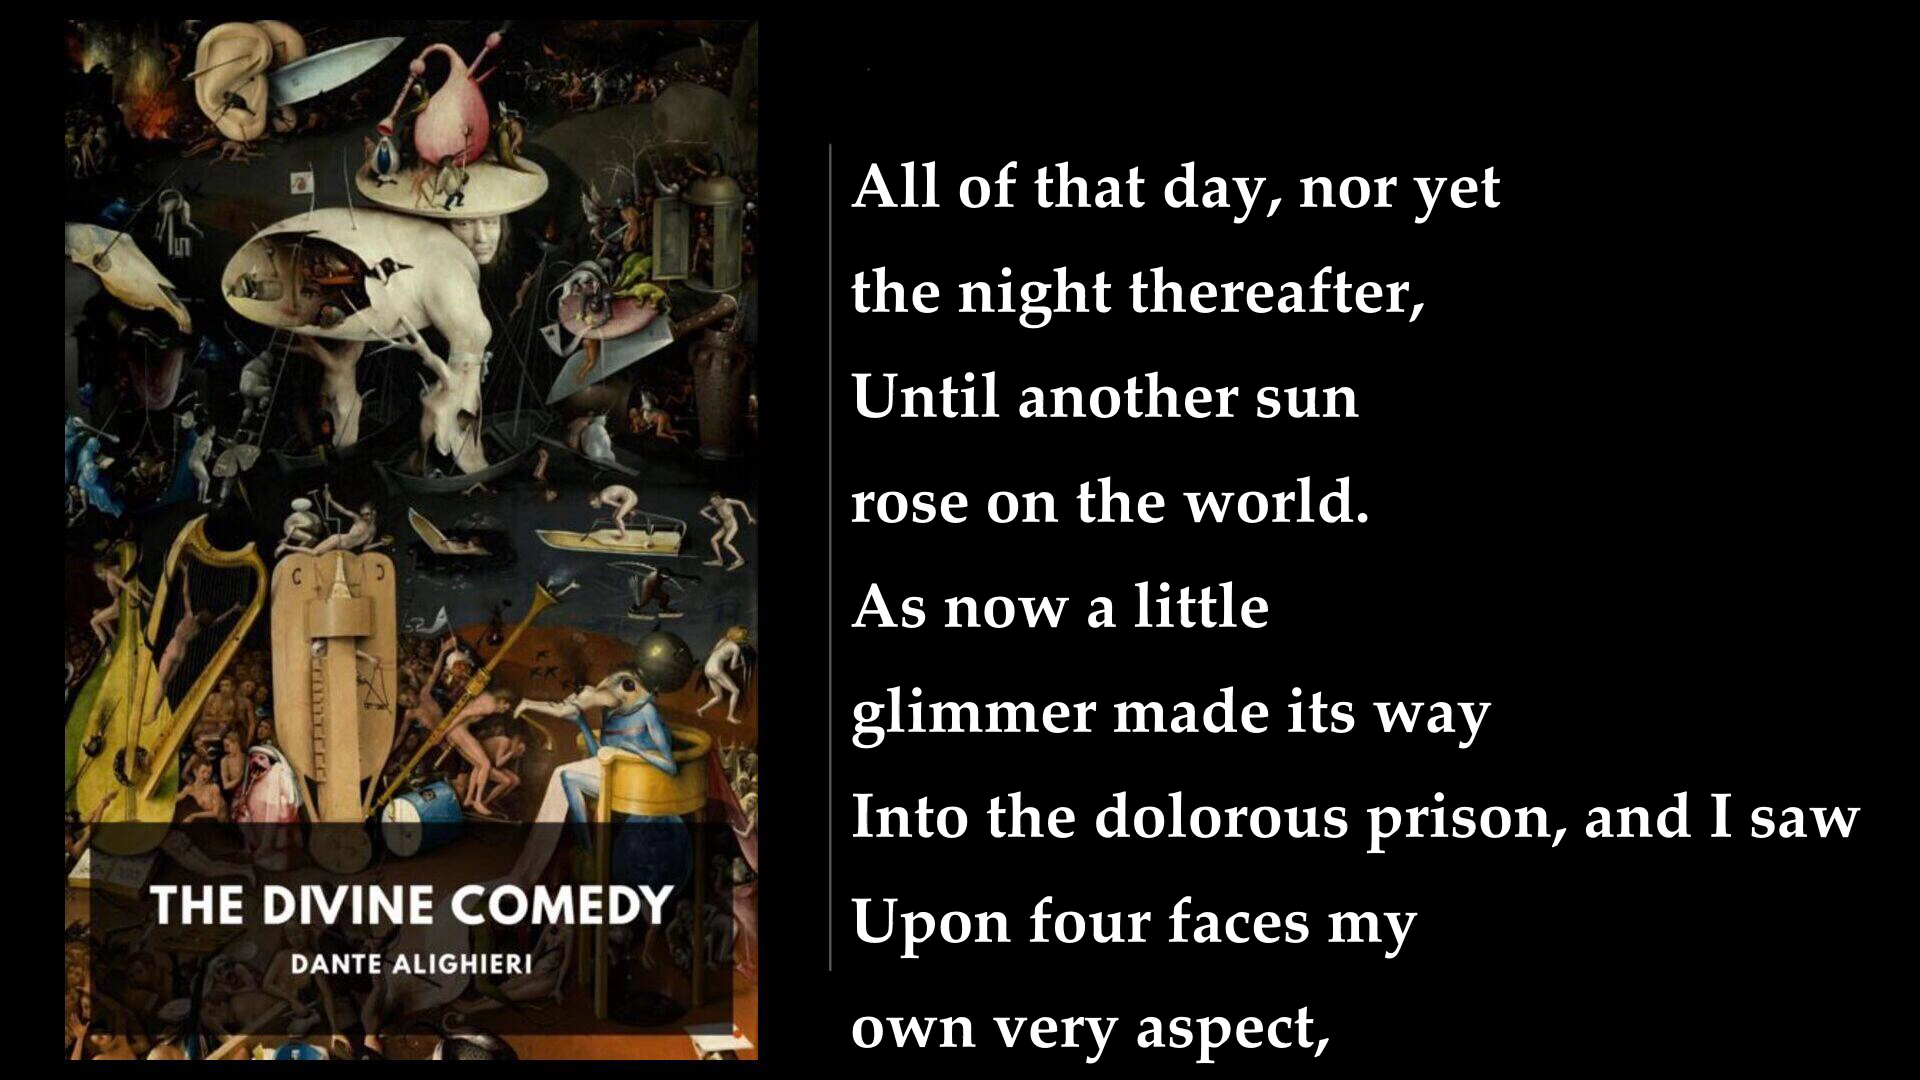 All of that day, nor yet
the night thereafter,
Until another sun
rose on the world.
As now a little
glimmer made its way
Into the dolorous prison, and I saw
Upon four faces my
own very aspect,
THE DIVINE COMEDY
DANTE ALIGHIERI